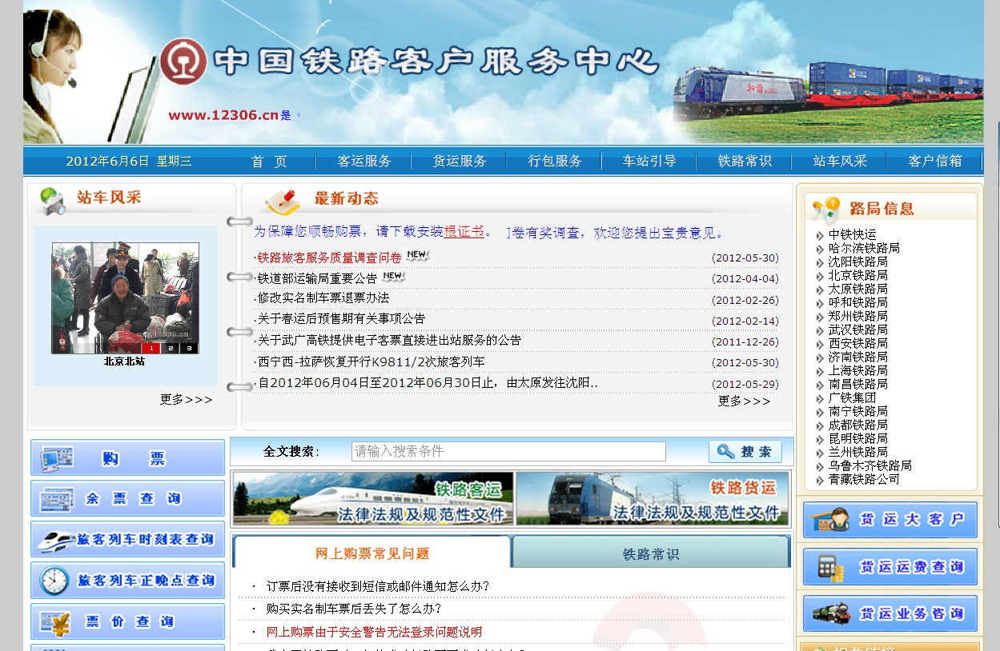 中国铁路客户服务中心
www.12306.cn是。
和谐
2012年6月6日 星期三
首 页
客运服务
货运服务
行包服务
车站引导
铁路常识
站车风采
客户信箱
站车风采
www.12306.cn
1 2 3
北京北站
更多>>>
最新动态
为保障您顺畅购票，请下载安装根证书。
卷有奖调查，欢迎您提出宝贵意见。
·铁路旅客服务质量调查问卷 NEW (2012-05-30)
·铁道部运输局重要公告 NEW (2012-04-04)
·修改实名制车票退票办法 (2012-02-26)
·关于春运后预售期有关事项公告 (2012-02-14)
·关于武广高铁提供电子客票直接进出站服务的公告 (2011-12-26)
·西宁西-拉萨恢复开行K9811/2次旅客列车 (2012-05-30)
·自2012年06月04日至2012年06月30日止，由太原发往沈阳.. (2012-05-29)
更多>>>
路局信息
中铁快运
哈尔滨铁路局
沈阳铁路局
北京铁路局
太原铁路局
呼和铁路局
郑州铁路局
武汉铁路局
西安铁路局
济南铁路局
上海铁路局
南昌铁路局
广铁集团
南宁铁路局
成都铁路局
昆明铁路局
兰州铁路局
乌鲁木齐铁路局
青藏铁路公司
购 票
余 票 查 询
旅客列车时刻表查询
旅客列车正晚点查询
票 价 查 询
全文搜索：
请输入搜索条件
搜 索
铁路客运
法律法规及规范性文件
铁路货运
法律法规及规范性文件
网上购票常见问题
铁路常识
· 订票后没有接收到短信或邮件通知怎么办？
· 购买实名制车票后丢失了怎么办？
· 网上购票由于安全警告无法登录问题说明
货 运 大 客 户
货 运 运 费 查 询
货 运 业 务 咨 询